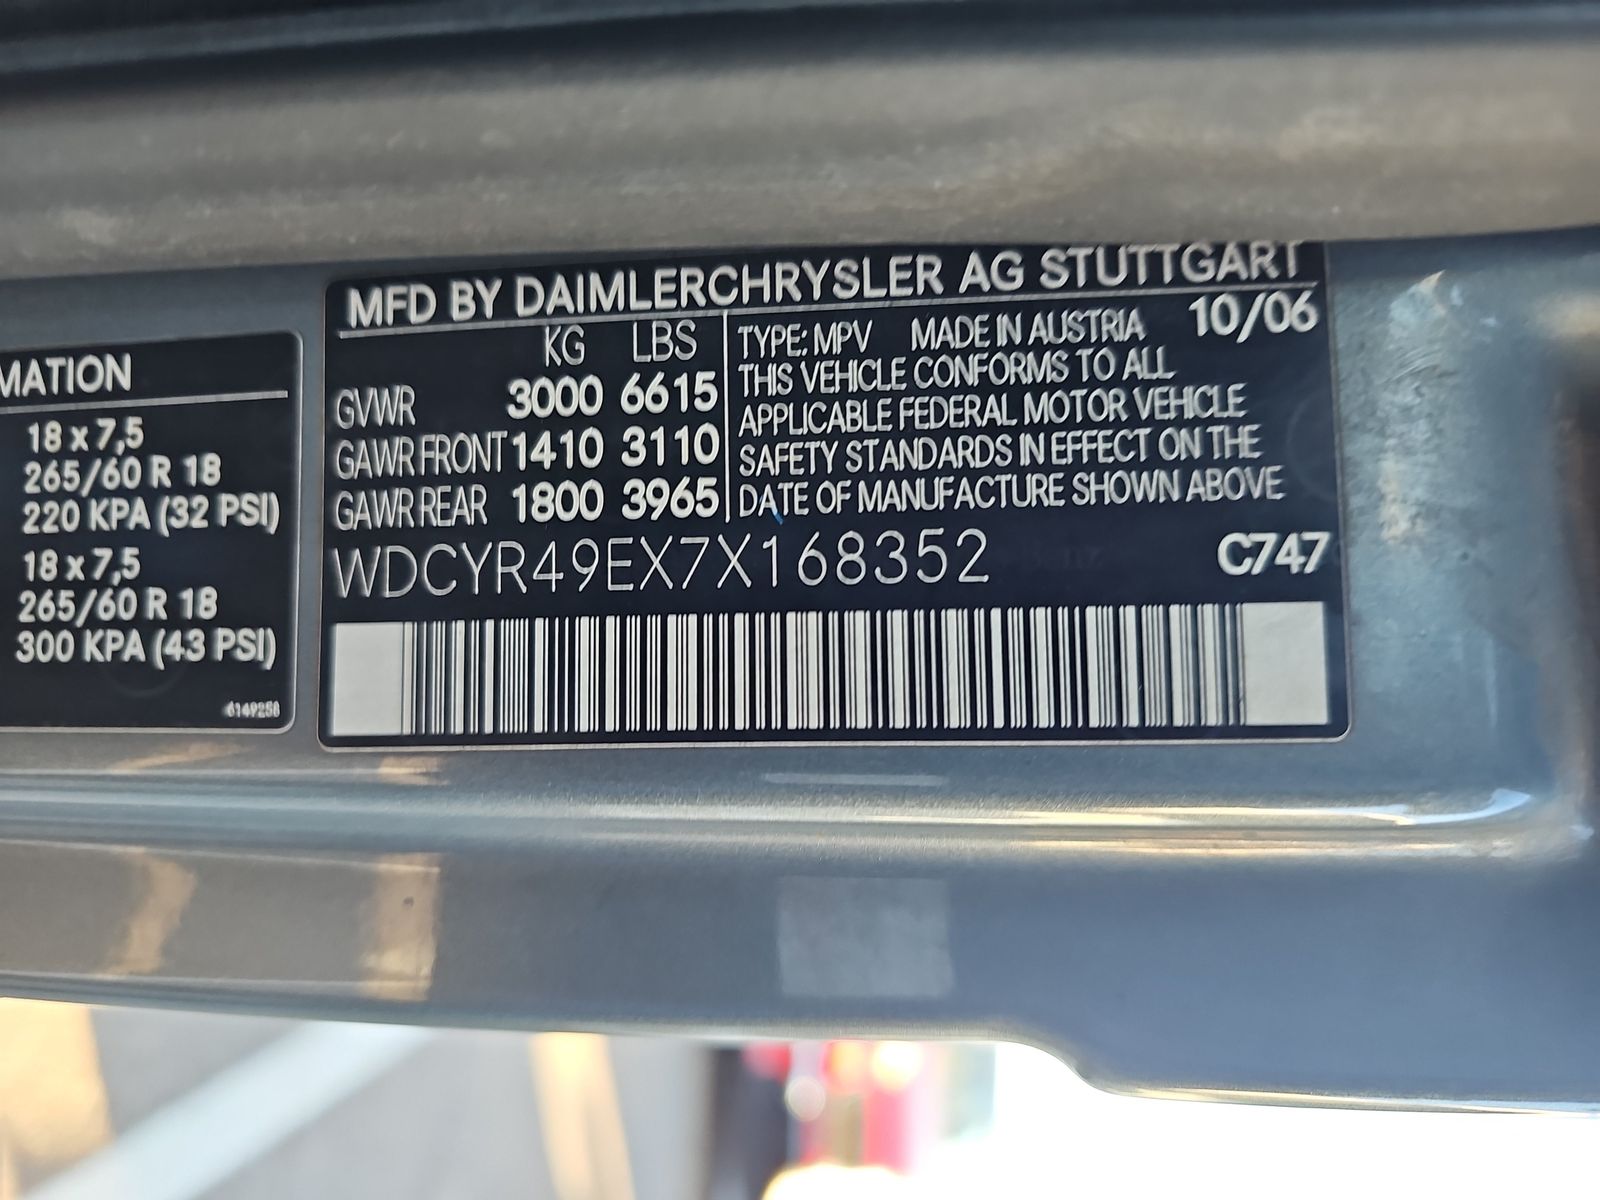 MATION
18 x 7,5
265/60 R 18
220 KPA (32 PSI)
18 x 7,5
265/60 R 18
300 KPA (43 PSI)
6149258
MFD BY DAIMLERCHRYSLER AG STUTTGART
KG LBS
GVWR 3000 6615
GAWR FRONT 1410 3110
GAWR REAR 1800 3965
TYPE: MPV MADE IN AUSTRIA 10/06
THIS VEHICLE CONFORMS TO ALL
APPLICABLE FEDERAL MOTOR VEHICLE
SAFETY STANDARDS IN EFFECT ON THE
DATE OF MANUFACTURE SHOWN ABOVE
WDCYR49EX7X168352 C747